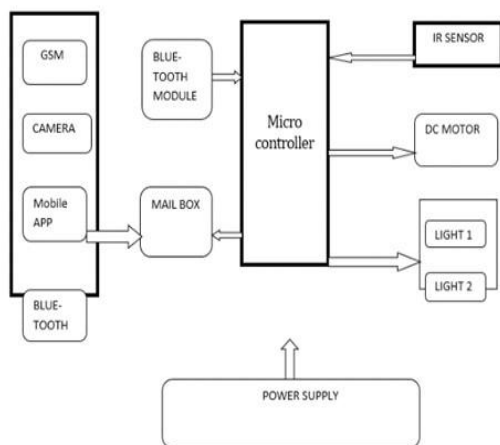 GSM
CAMERA
Mobile
APP
BLUE-
TOOTH
BLUE-
TOOTH
MODULE
MAIL BOX
Micro
controller
IR SENSOR
DC MOTOR
LIGHT 1
LIGHT 2
POWER SUPPLY